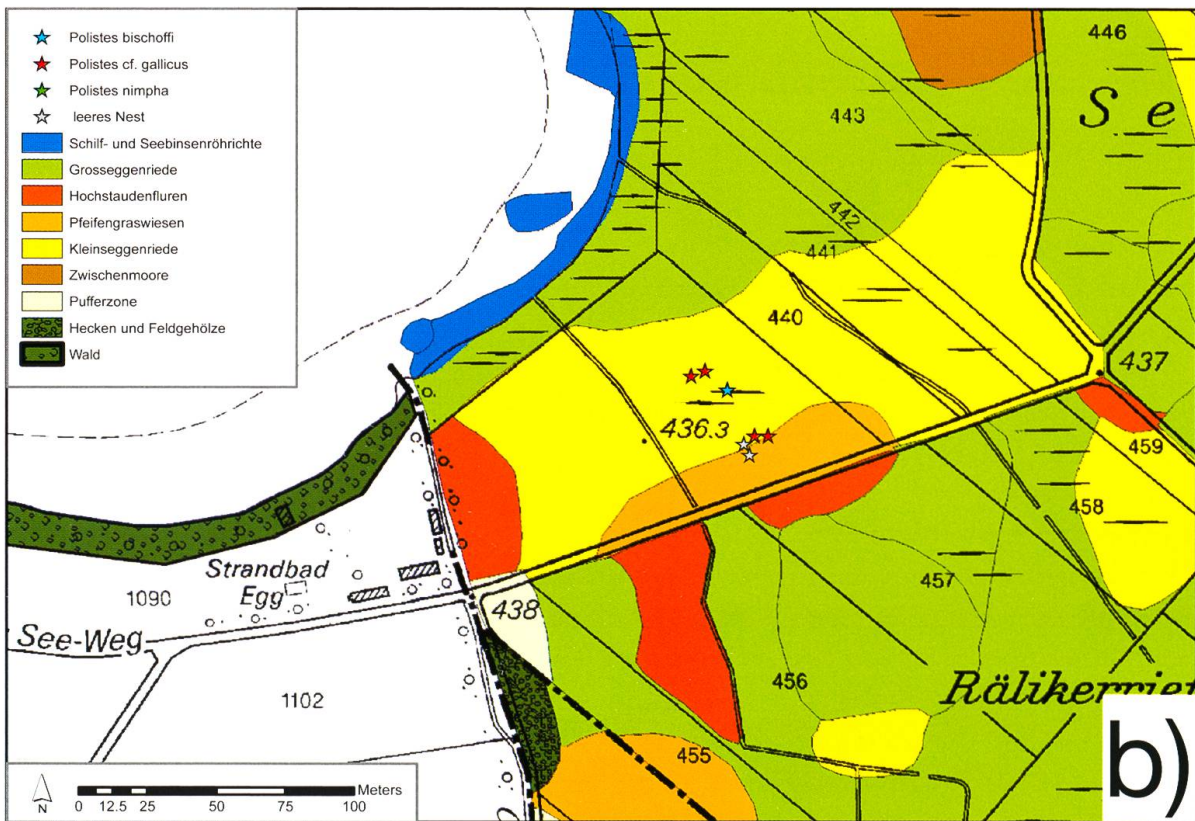 Polistes bischoffi
Polistes cf. gallicus
Polistes nimpha
leeres Nest
Schilf- und Seebinsenröhrichte
Grosseggenriede
Hochstaudenfluren
Pfeifengraswiesen
Kleinseggenriede
Zwischenmoore
Pufferzone
Hecken und Feldgehölze
Wald
446
S e
443
442
441
440
437
436.3
459
458
457
Strandbad
Egg
1090
438
See-Weg
456
Rälikerriet
1102
455
b)
N
0 12.5 25 50 75 100 Meters